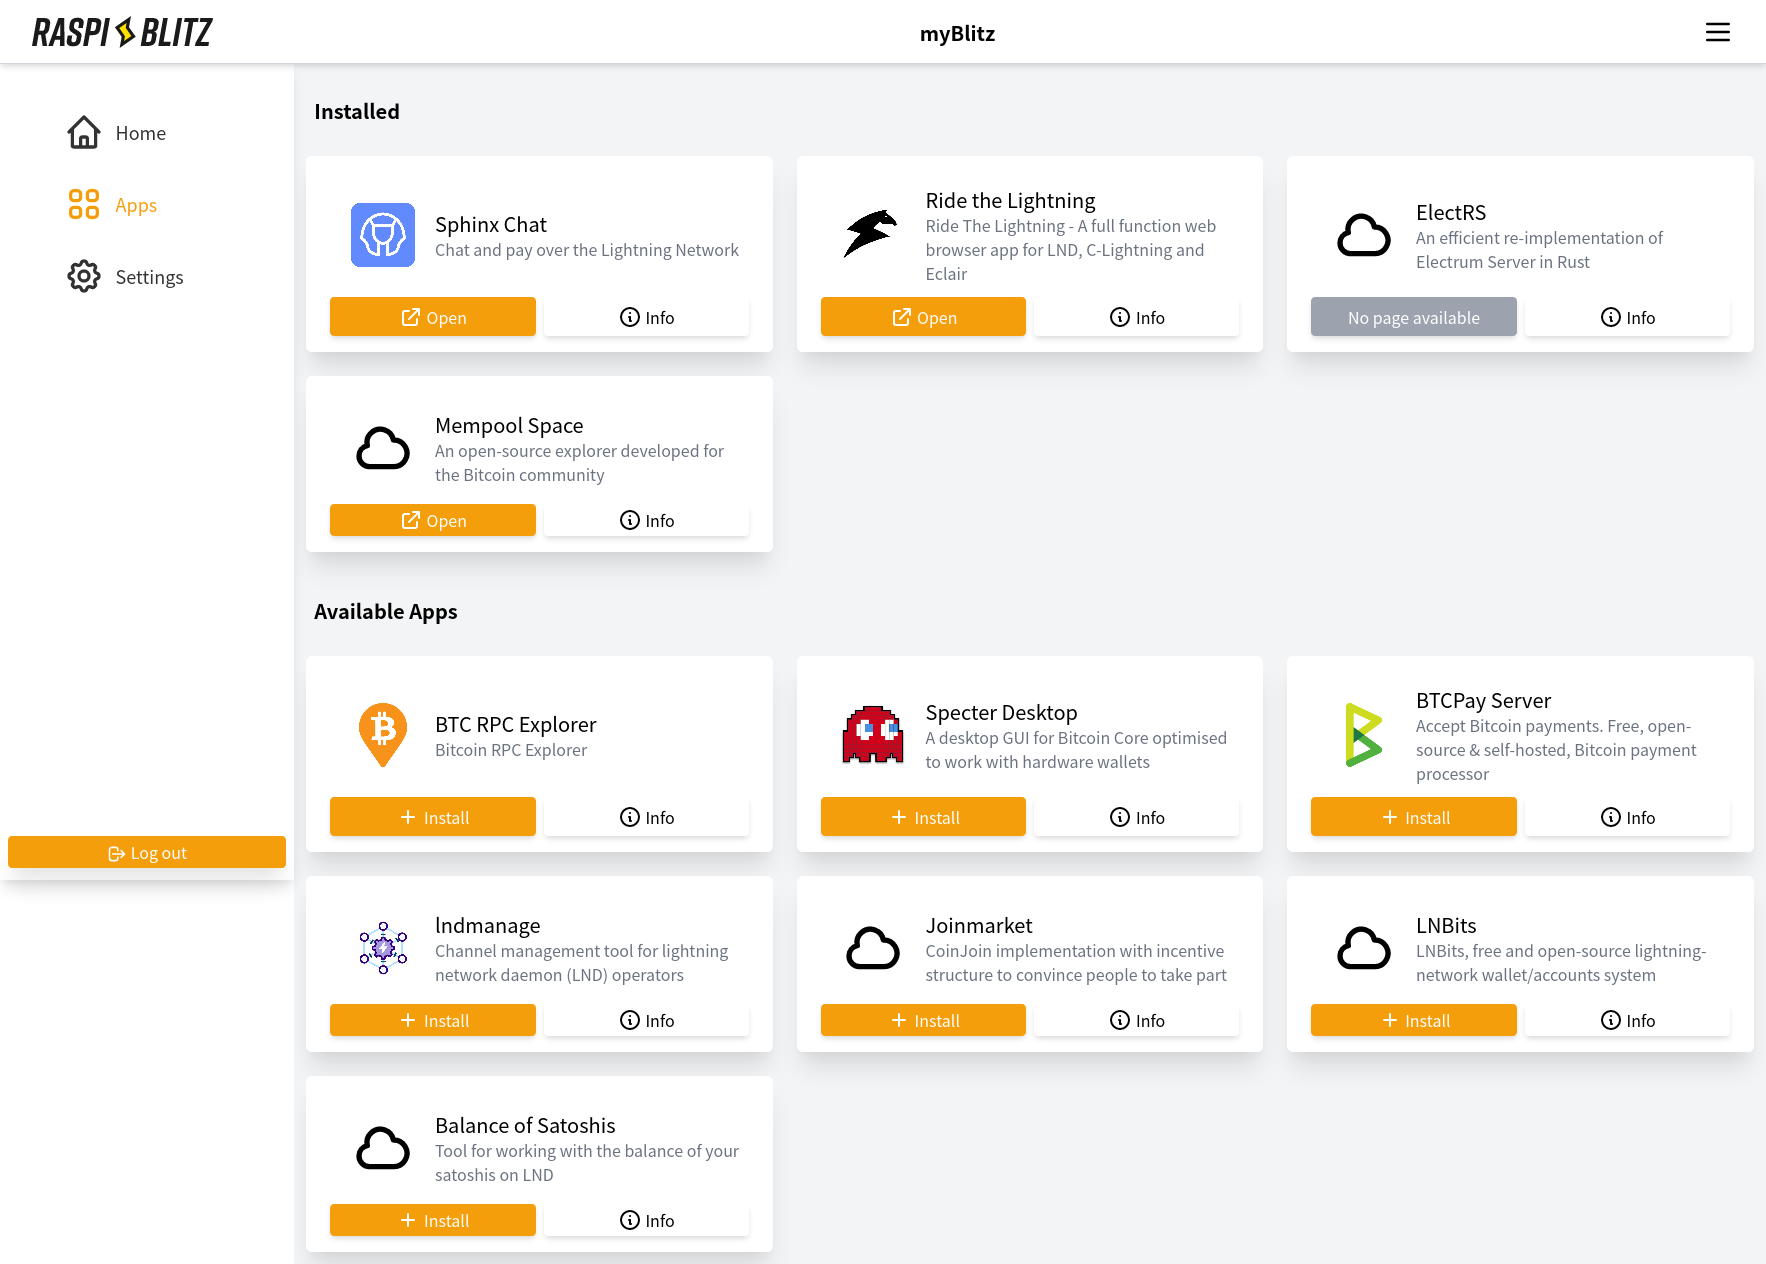 RASPI BLITZ
myBlitz
Home
Apps
Settings
Log out
Installed
Sphinx Chat
Chat and pay over the Lightning Network
Open
Info
Ride the Lightning
Ride The Lightning - A full function web
browser app for LND, C-Lightning and
Eclair
Open
Info
ElectRS
An efficient re-implementation of
Electrum Server in Rust
No page available
Info
Mempool Space
An open-source explorer developed for
the Bitcoin community
Open
Info
Available Apps
BTC RPC Explorer
Bitcoin RPC Explorer
Install
Info
Specter Desktop
A desktop GUI for Bitcoin Core optimised
to work with hardware wallets
Install
Info
BTCPay Server
Accept Bitcoin payments. Free, open-
source & self-hosted, Bitcoin payment
processor
Install
Info
lndmanage
Channel management tool for lightning
network daemon (LND) operators
Install
Info
Joinmarket
CoinJoin implementation with incentive
structure to convince people to take part
Install
Info
LNBits
LNBits, free and open-source lightning-
network wallet/accounts system
Install
Info
Balance of Satoshis
Tool for working with the balance of your
satoshis on LND
Install
Info